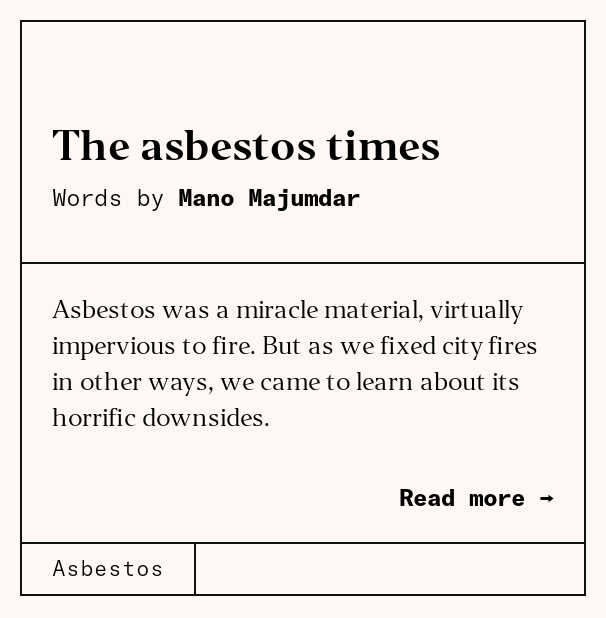 The asbestos times
Words by Mano Majumdar
Asbestos was a miracle material, virtually
impervious to fire. But as we fixed city fires
in other ways, we came to learn about its
horrific downsides.
Read more →
Asbestos